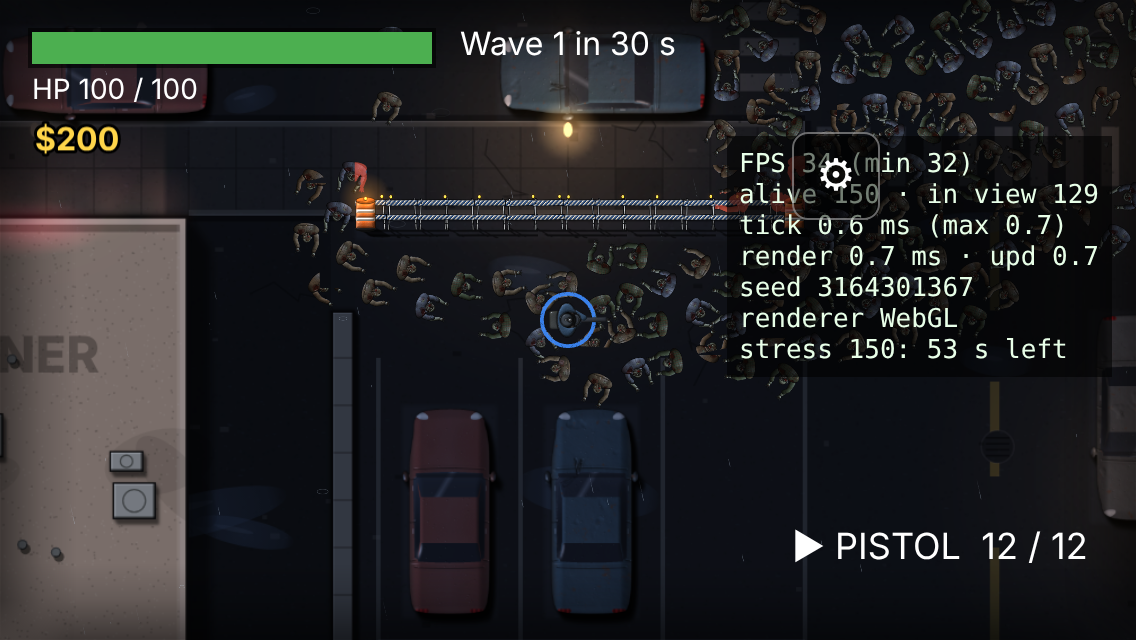 Wave 1 in 30 s
HP 100 / 100
$200
FPS 34 (min 32)
alive 150 · in view 129
tick 0.6 ms (max 0.7)
render 0.7 ms · upd 0.7
seed 3164301367
renderer WebGL
stress 150: 53 s left
NER
▶ PISTOL 12 / 12